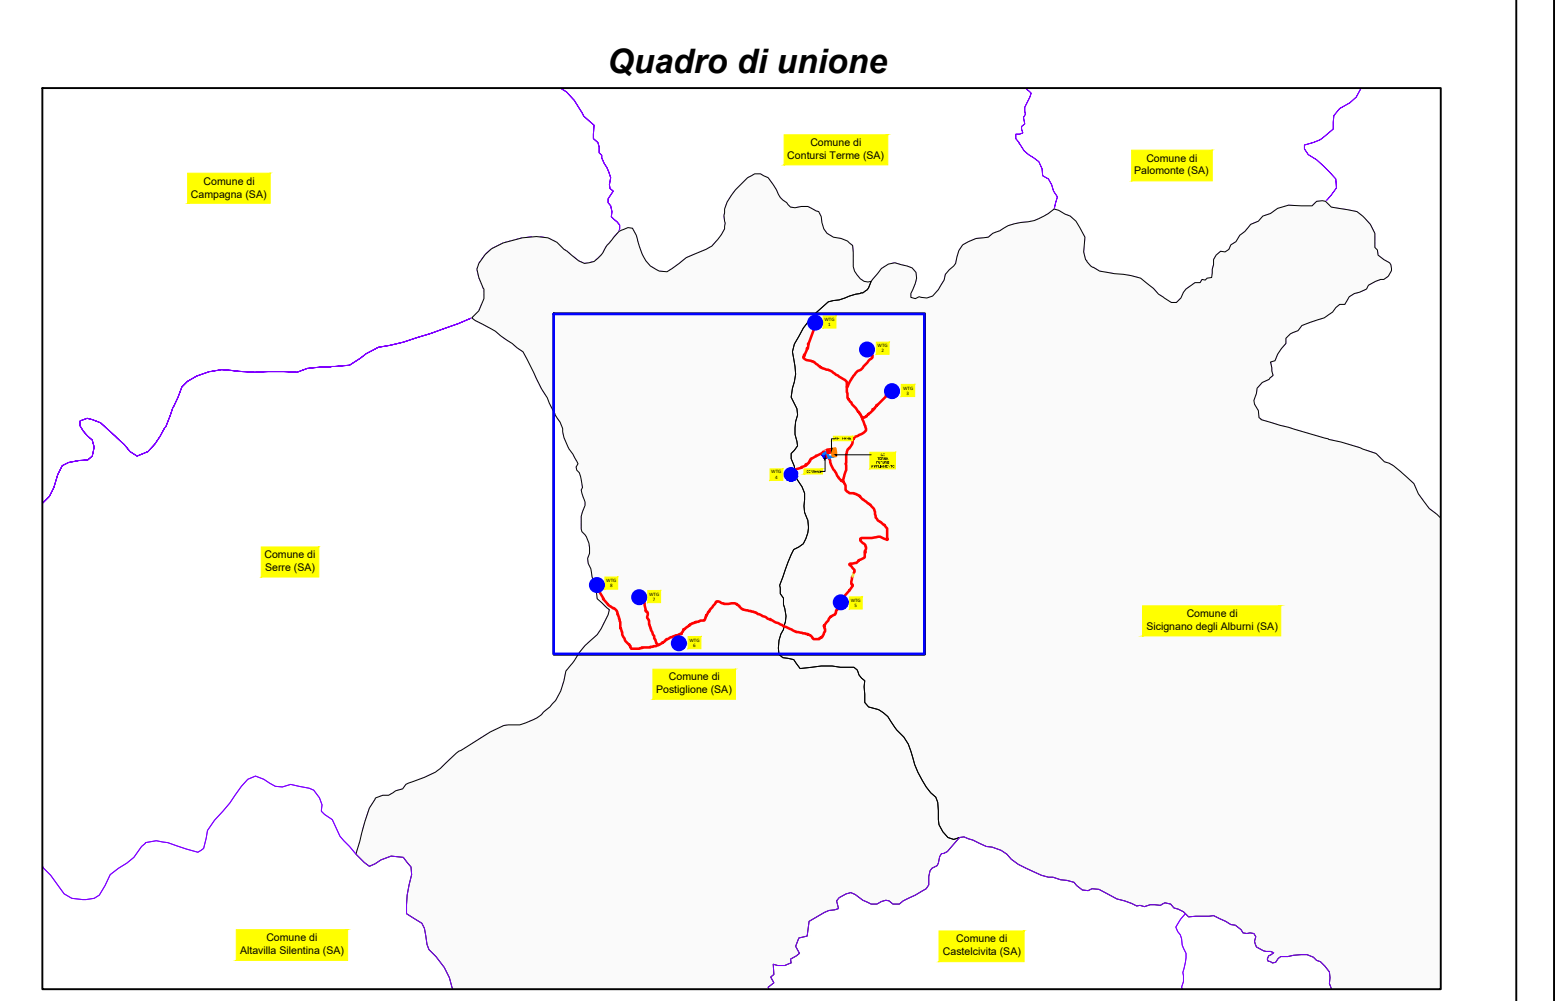 Quadro di unione
Comune di
Contursi Terme (SA)
Comune di
Palomonte (SA)
Comune di
Campagna (SA)
WTG
1
WTG
2
WTG
3
WTG
4
Comune di
Serre (SA)
WTG
8
WTG
7
WTG
5
WTG
6
Comune di
Sicignano degli Alburni (SA)
Comune di
Postiglione (SA)
Comune di
Altavilla Silentina (SA)
Comune di
Castelcivita (SA)